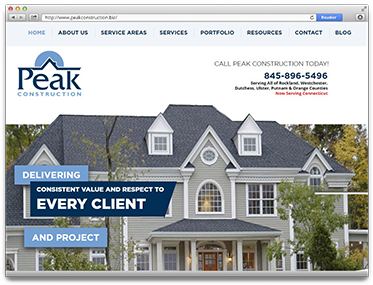 http://www.peakconstruction.biz/
Reader
HOME ABOUT US SERVICE AREAS SERVICES PORTFOLIO RESOURCES CONTACT BLOG
Peak
CONSTRUCTION
CALL PEAK CONSTRUCTION TODAY!
845-896-5496
Serving All of Rockland, Westchester,
Dutchess, Ulster, Putnam & Orange Counties
Now Serving Connecticut
DELIVERING
CONSISTENT VALUE AND RESPECT TO
EVERY CLIENT
AND PROJECT